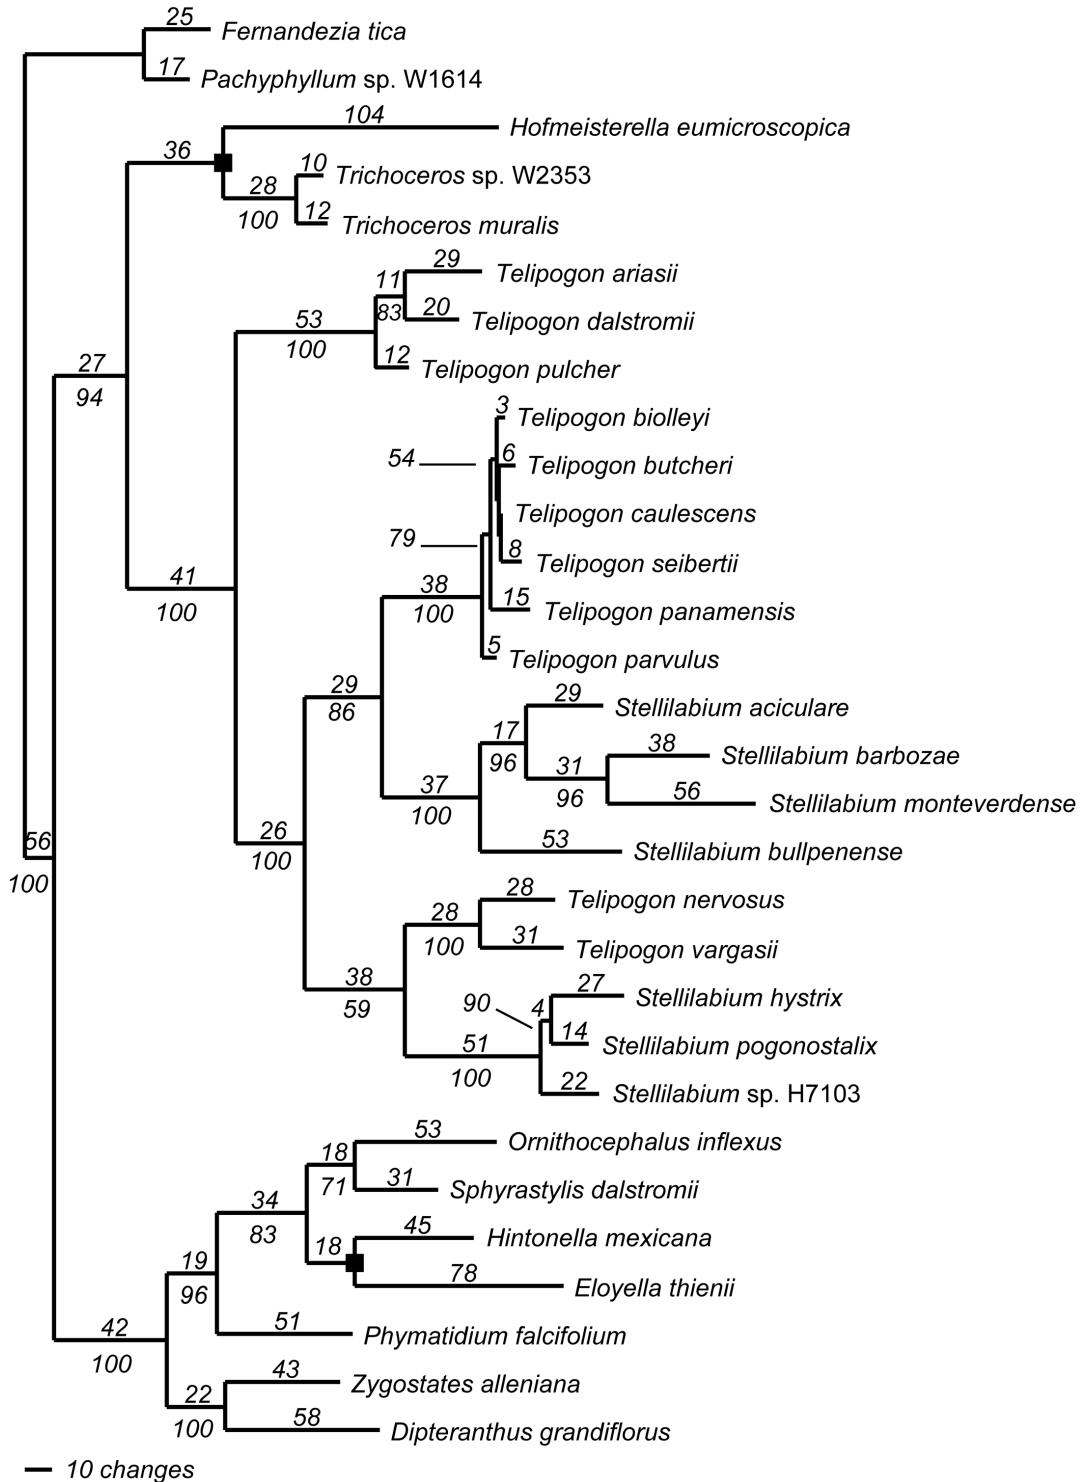 25
Fernandezia tica
17
Pachyphyllum sp. W1614
104
Hofmeisterella eumicroscopica
36
10
Trichoceros sp. W2353
28
100
12
Trichoceros muralis
29
Telipogon ariasii
11
83
20
Telipogon dalstromii
53
100
12
Telipogon pulcher
27
94
3
Telipogon biolleyi
54
6
Telipogon butcheri
Telipogon caulescens
79
8
Telipogon seibertii
41
100
38
100
15
Telipogon panamensis
5
Telipogon parvulus
29
86
29
Stellilabium aciculare
17
96
38
Stellilabium barbozae
31
96
56
Stellilabium monteverdense
37
100
53
Stellilabium bullpenense
26
100
56
100
28
Telipogon nervosus
28
100
31
Telipogon vargasii
38
59
27
Stellilabium hystrix
90
4
14
Stellilabium pogonostalix
51
100
22
Stellilabium sp. H7103
53
Ornithocephalus inflexus
18
71
31
Sphyrastylis dalstromii
34
83
45
Hintonella mexicana
18
78
Eloyella thienii
19
96
51
Phymatidium falcifolium
42
100
43
Zygostates alleniana
22
100
58
Dipteranthus grandiflorus
10 changes